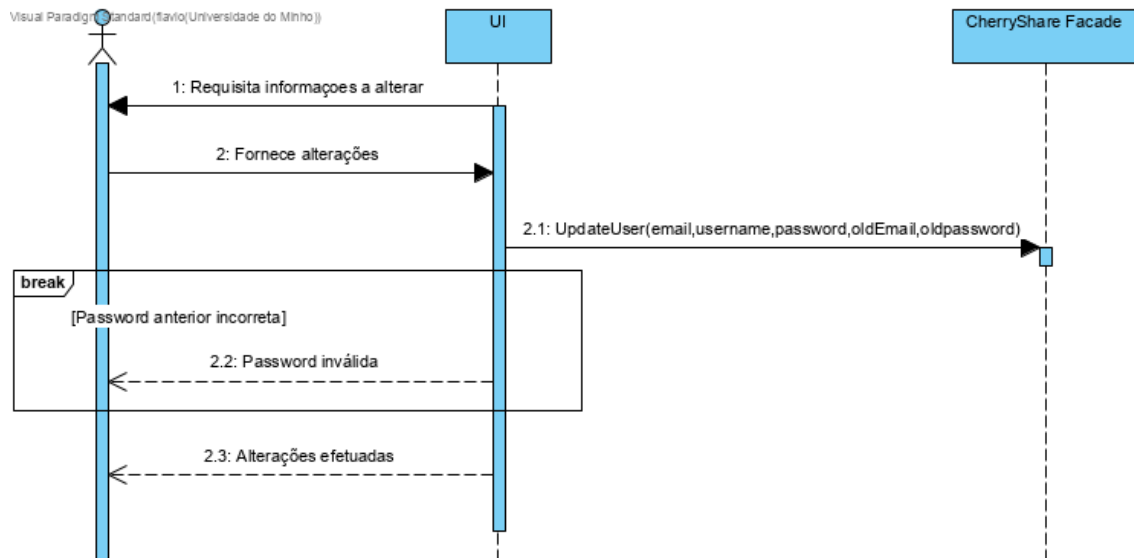 Visual Paradigm Standard(flavio(Universidade do Minho))
UI
CherryShare Facade
1: Requisita informaçoes a alterar
2: Fornece alterações
2.1: UpdateUser(email,username,password,oldEmail,oldpassword)
break
[Password anterior incorreta]
2.2: Password inválida
2.3: Alterações efetuadas